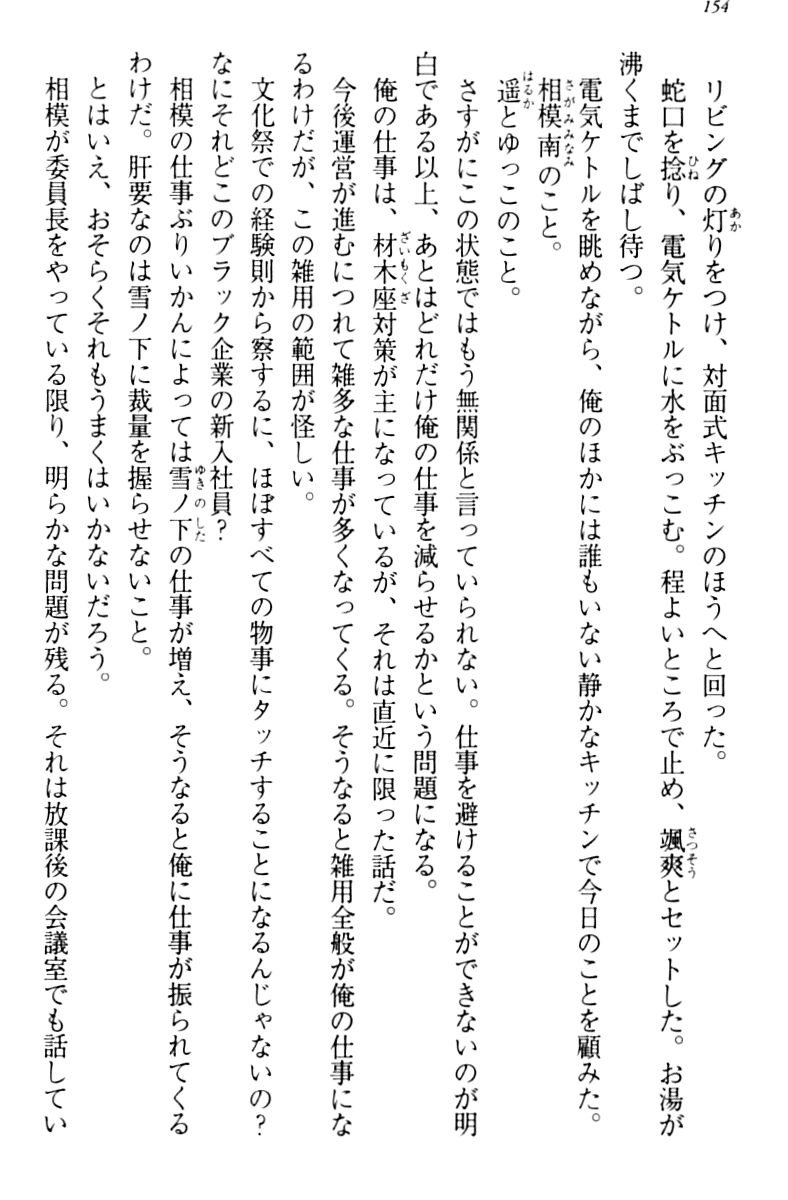 154
リビングの灯りをつけ、対面式キッチンのほうへと回った。
蛇口を捻り、電気ケトルに水をぶっこむ。程よいところで止め、颯爽とセットした。お湯が
沸くまでしばし待つ。
電気ケトルを眺めながら、俺のほかには誰もいない静かなキッチンで今日のことを顧みた。
相模南のこと。
遥とゆっこのこと。
さすがにこの状態ではもう無関係と言っていられない。仕事を避けることができないのが明
白である以上、あとはどれだけ俺の仕事を減らせるかという問題になる。
俺の仕事は、材木座対策が主になっているが、それは直近に限った話だ。
今後運営が進むにつれて雑多な仕事が多くなってくる。そうなると雑用全般が俺の仕事にな
るわけだが、この雑用の範囲が怪しい。
文化祭での経験則から察するに、ほぼすべての物事にタッチすることになるんじゃないの？
なにそれどこのブラック企業の新入社員？
相模の仕事ぶりいかんによっては雪ノ下の仕事が増え、そうなると俺に仕事が振られてくる
わけだ。肝要なのは雪ノ下に裁量を握らせないこと。
とはいえ、おそらくそれもうまくはいかないだろう。
相模が委員長をやっている限り、明らかな問題が残る。それは放課後の会議室でも話してい